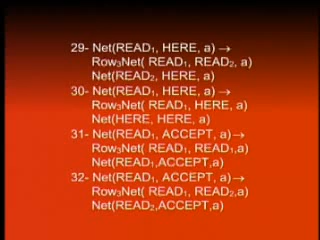 29- Net(READ₁, HERE, a) →
Row₃Net( READ₁, READ₂, a)
Net(READ₂, HERE, a)
30- Net(READ₁, HERE, a) →
Row₃Net( READ₁, HERE, a)
Net(HERE, HERE, a)
31- Net(READ₁, ACCEPT, a)→
Row₃Net( READ₁, READ₁,a)
Net(READ₁,ACCEPT,a)
32- Net(READ₁, ACCEPT, a)→
Row₃Net( READ₁, READ₂,a)
Net(READ₂,ACCEPT,a)